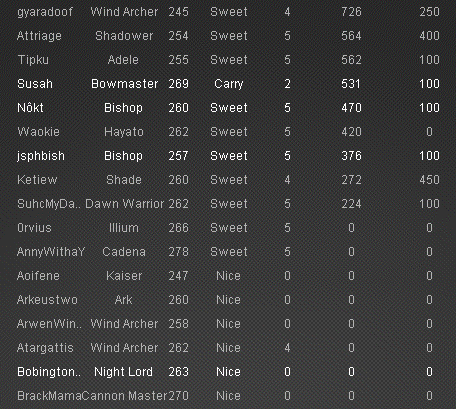 gyaradoof Wind Archer 245 Sweet 4 726 250
Attriage Shadower 254 Sweet 5 564 400
Tipku Adele 255 Sweet 5 562 100
Susah Bowmaster 269 Carry 2 531 100
Nôkt Bishop 260 Sweet 5 470 100
Waokie Hayato 262 Sweet 5 420 0
jsphbish Bishop 257 Sweet 5 376 100
Ketiew Shade 260 Sweet 4 272 450
SuhcMyDa.. Dawn Warrior 262 Sweet 5 224 100
0rvius Illium 266 Sweet 5 0 0
AnnyWithaY Cadena 278 Sweet 5 0 0
Aoifene Kaiser 247 Nice 0 0 0
Arkeustwo Ark 260 Nice 0 0 0
ArwenWin.. Wind Archer 258 Nice 0 0 0
Atargattis Wind Archer 262 Nice 4 0 0
Bobington.. Night Lord 263 Nice 0 0 0
BrackMama Cannon Master 270 Nice 0 0 0